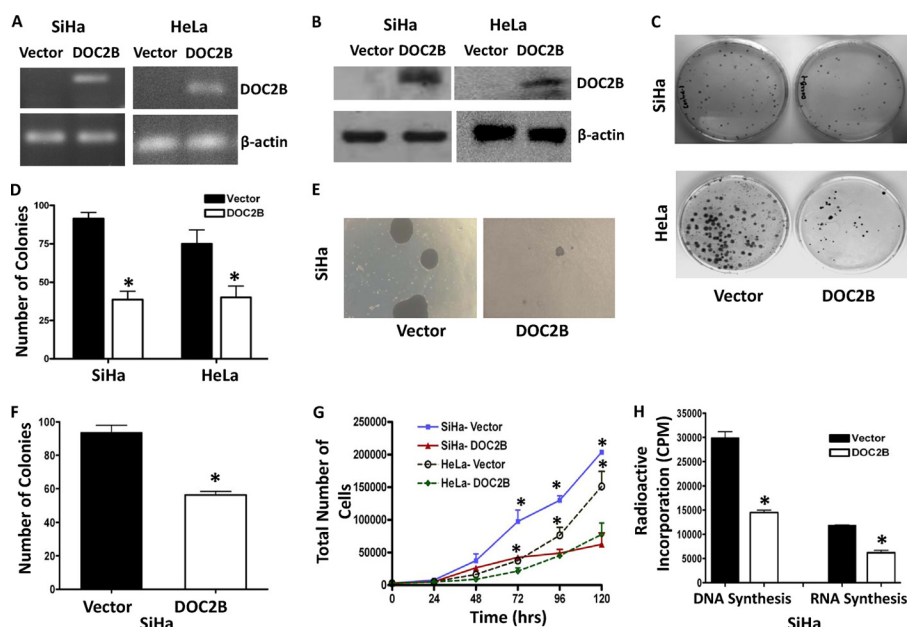 A
SiHa HeLa
Vector DOC2B Vector DOC2B
DOC2B
β-actin
B
SiHa HeLa
Vector DOC2B Vector DOC2B
DOC2B
β-actin
C
SiHa
HeLa
Vector DOC2B
D
Vector
DOC2B
Number of Colonies
100
75
50
25
0
*
*
SiHa HeLa
E
SiHa
Vector DOC2B
F
Number of Colonies
100
80
60
40
20
0
*
Vector DOC2B
SiHa
G
Total Number of
Cells
250000
200000
150000
100000
50000
0
SiHa- Vector
SiHa- DOC2B
HeLa- Vector
HeLa- DOC2B
*
*
*
*
*
*
0 24 48 72 96 120
Time (hrs)
H
Radioactive
Incorporation (CPM)
35000
30000
25000
20000
15000
10000
5000
0
Vector
DOC2B
*
*
DNA Synthesis RNA Synthesis
SiHa